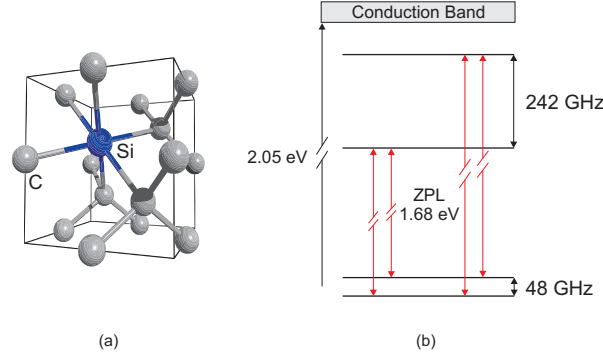 Si
C
(a)
Conduction Band
242 GHz
2.05 eV
ZPL
1.68 eV
48 GHz
(b)